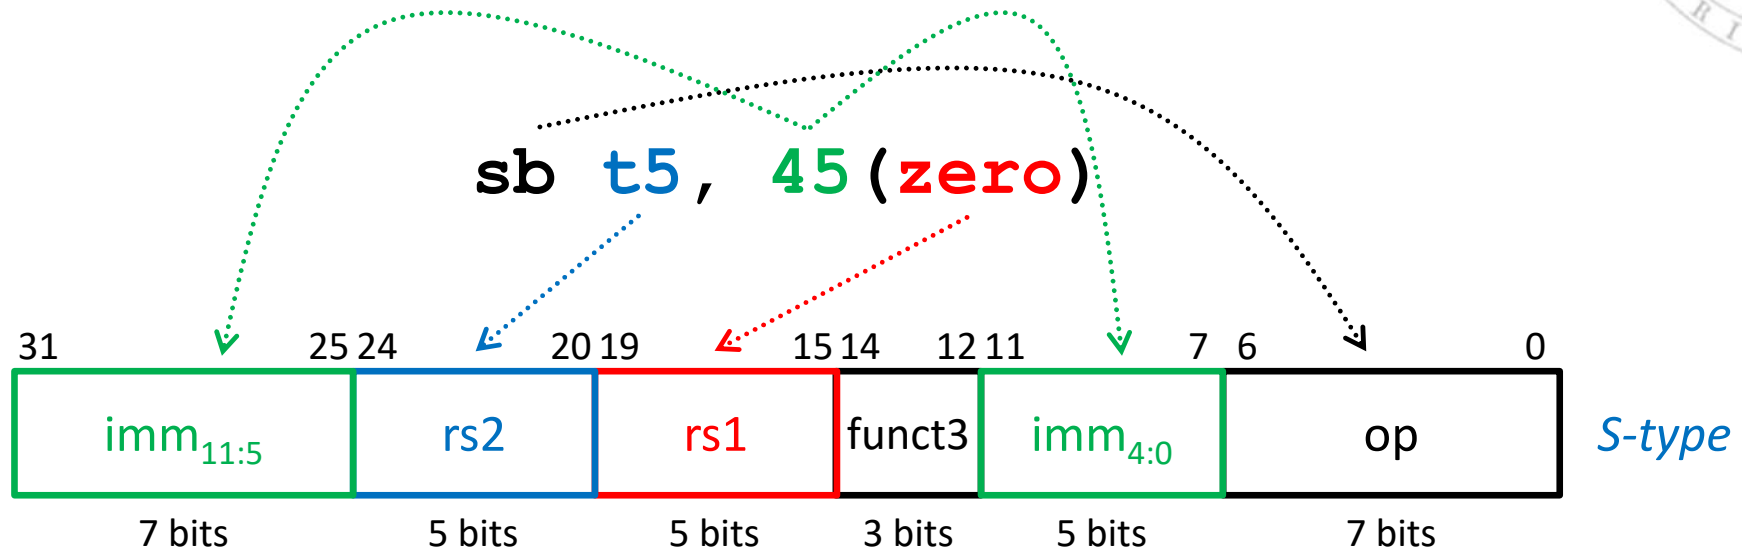 R I
sb t5, 45(zero)
31 25 24 20 19 15 14 12 11 7 6 0
imm11:5 rs2 rs1 funct3 imm4:0 op S-type
7 bits 5 bits 5 bits 3 bits 5 bits 7 bits